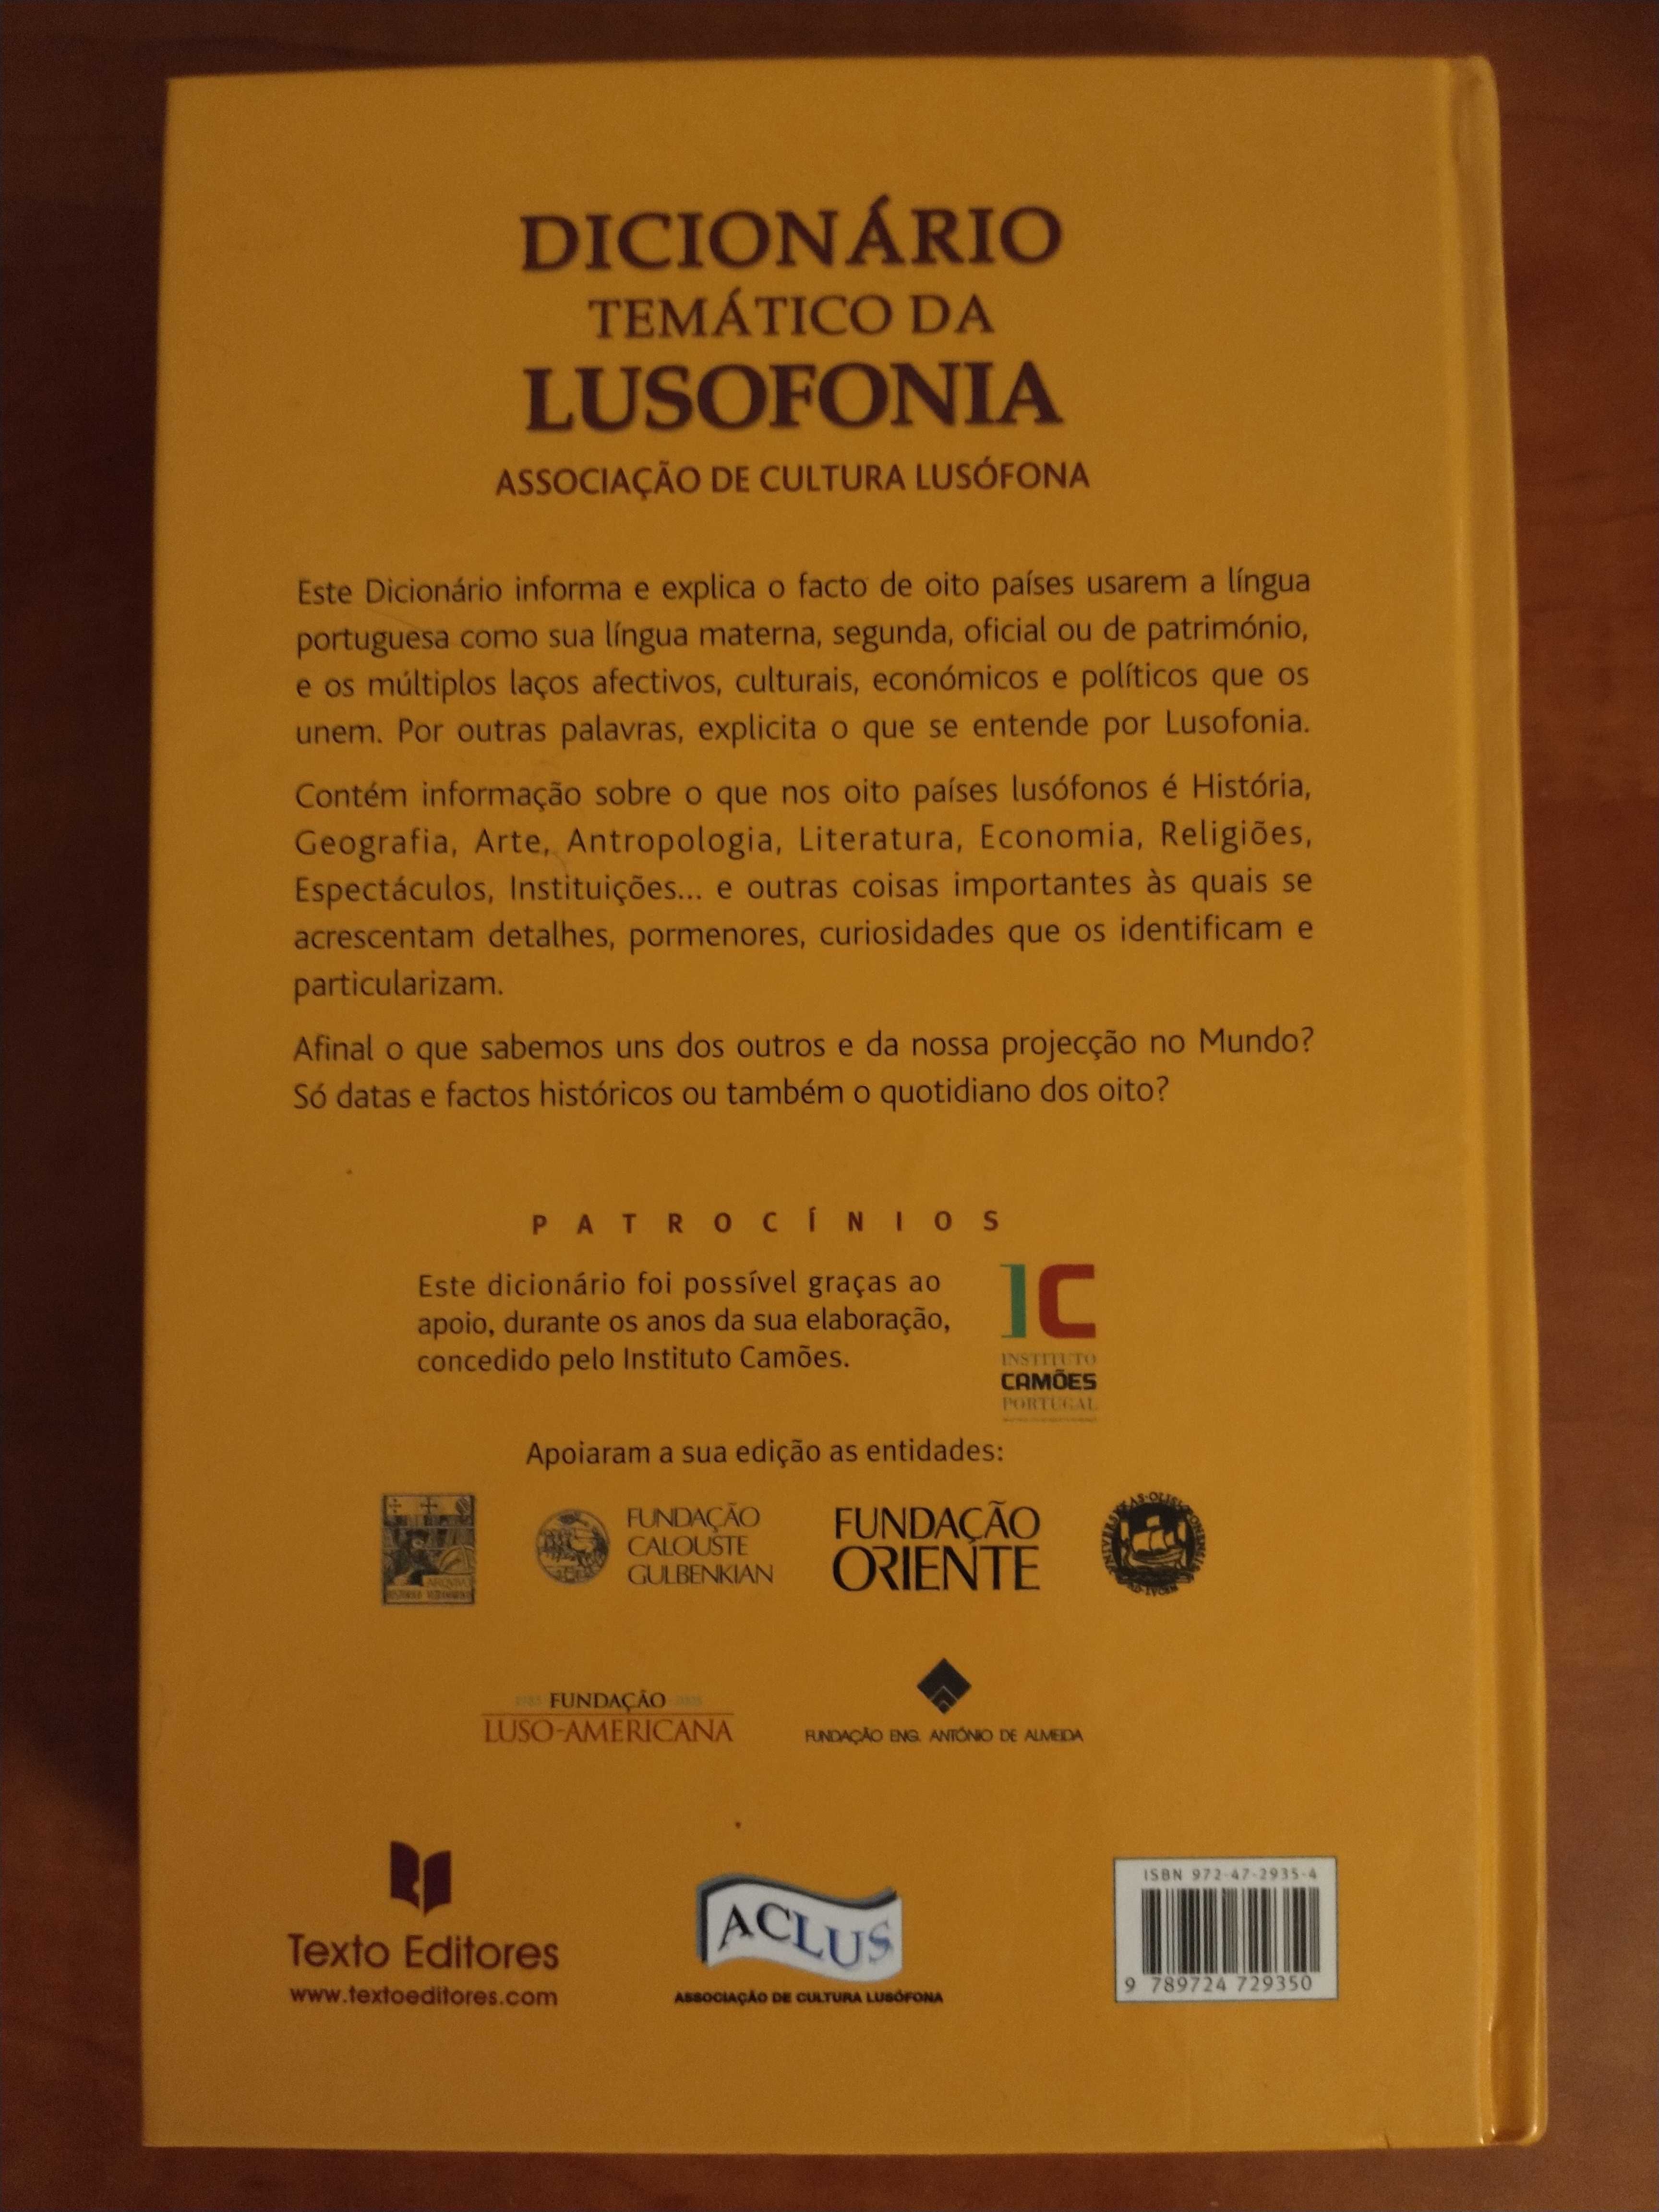 DICIONÁRIO
TEMÁTICO DA
LUSOFONIA
ASSOCIAÇÃO DE CULTURA LUSÓFONA
Este Dicionário informa e explica o facto de oito países usarem a língua
portuguesa como sua língua materna, segunda, oficial ou de património,
e os múltiplos laços afectivos, culturais, económicos e políticos que os
unem. Por outras palavras, explicita o que se entende por Lusofonia.
Contém informação sobre o que nos oito países lusófonos é História,
Geografia, Arte, Antropologia, Literatura, Economia, Religiões,
Espectáculos, Instituições... e outras coisas importantes às quais se
acrescentam detalhes, pormenores, curiosidades que os identificam e
particularizam.
Afinal o que sabemos uns dos outros e da nossa projecção no Mundo?
Só datas e factos históricos ou também o quotidiano dos oito?
PATROCÍNIOS
Este dicionário foi possível graças ao
apoio, durante os anos da sua elaboração,
concedido pelo Instituto Camões.
IC
INSTITUTO
CAMÕES
PORTUGAL
Apoiaram a sua edição as entidades:
ARQUIVO
FUNDAÇÃO
CALOUSTE
GULBENKIAN
FUNDAÇÃO
ORIENTE
FUNDAÇÃO
LUSO-AMERICANA
FUNDAÇÃO ENG. ANTÓNIO DE ALMEIDA
Texto Editores
www.textoeditores.com
ACLUS
ASSOCIAÇÃO DE CULTURA LUSÓFONA
ISBN 972-47-2935-4
9 789724 729350